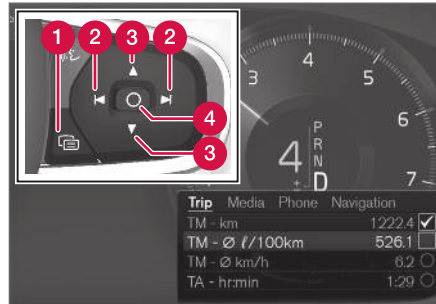 1
2
3
2
4
3
3
4
5
6
7
P
R
N
D
4
+
Trip Media Phone Navigation
TM - km 1222.4
TM - Ø ℓ/100km 526.1
TM - Ø km/h 6.2
TA - hr:min 1:29